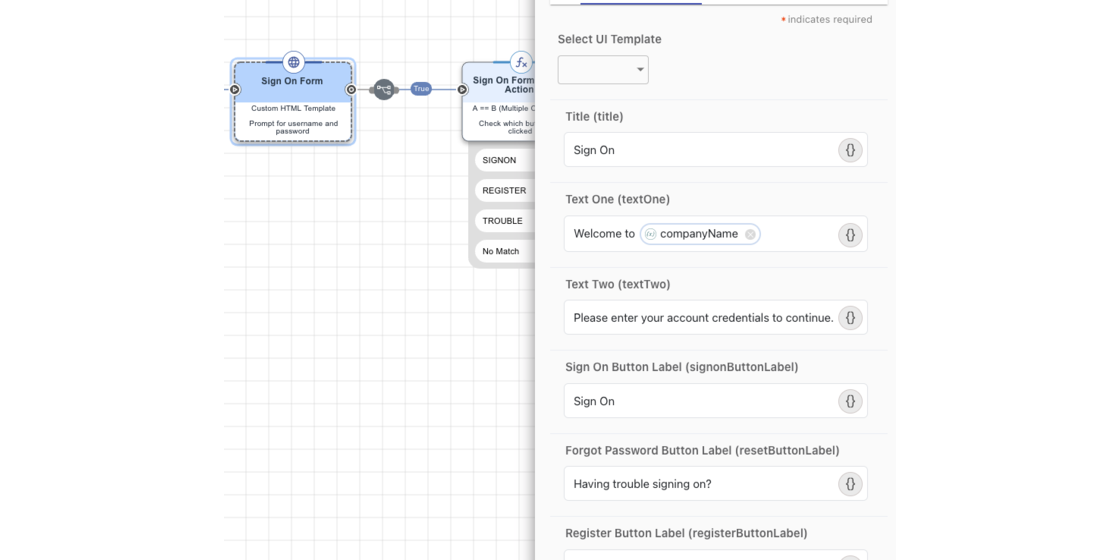 * indicates required
Select UI Template
Sign On Form
Custom HTML Template
Prompt for username and
password
True
Sign On Form
Action
A == B (Multiple
Check which
clicked
SIGNON
REGISTER
TROUBLE
No Match
Title (title)
Sign On
{}
Text One (textOne)
Welcome to companyName
{}
Text Two (textTwo)
Please enter your account credentials to continue.
{}
Sign On Button Label (signonButtonLabel)
Sign On
{}
Forgot Password Button Label (resetButtonLabel)
Having trouble signing on?
{}
Register Button Label (registerButtonLabel)